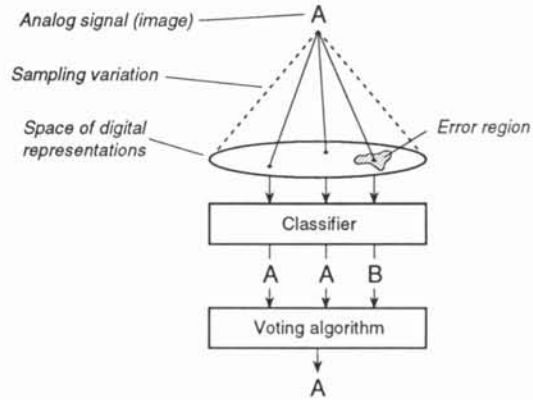 Analog signal (image)
A
Sampling variation
Space of digital
representations
Error region
Classifier
A A B
Voting algorithm
A